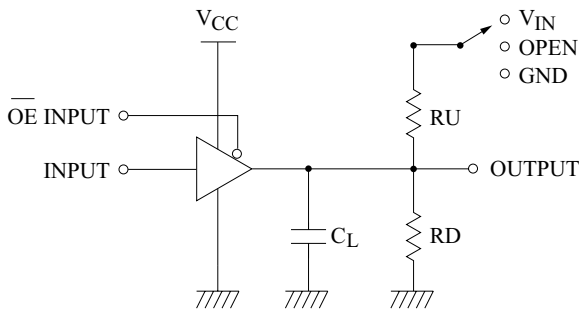 VCC
VIN
OPEN
GND
OE INPUT
RU
INPUT
OUTPUT
CL
RD